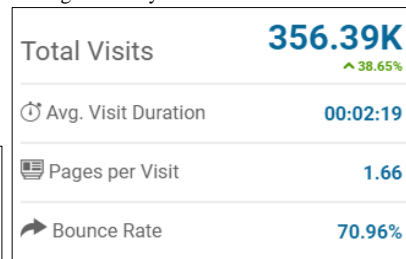 Total Visits 356.39K
38.65%
Avg. Visit Duration 00:02:19
Pages per Visit 1.66
Bounce Rate 70.96%